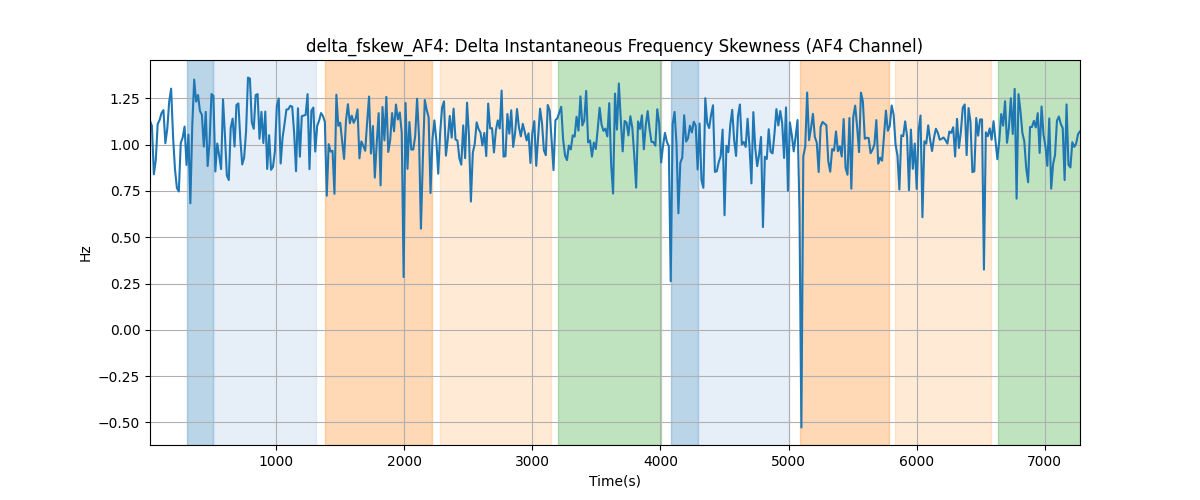 delta_fskew_AF4: Delta Instantaneous Frequency Skewness (AF4 Channel)
1.25
1.00
0.75
0.50
0.25
0.00
−0.25
−0.50
Hz
1000 2000 3000 4000 5000 6000 7000
Time(s)